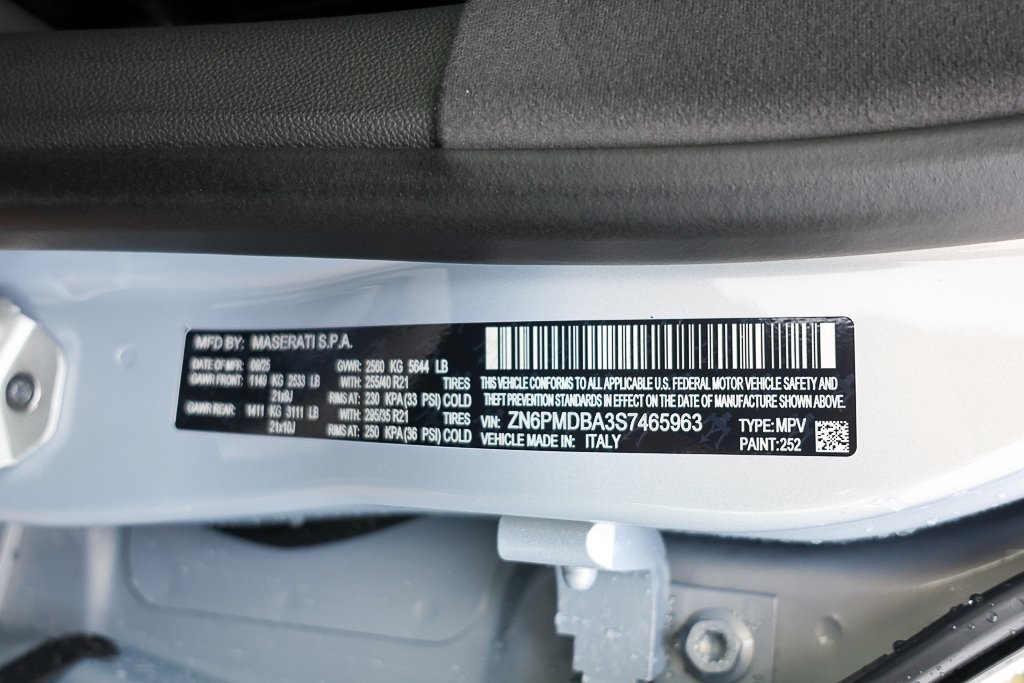 MFD BY: MASERATI S.P.A.
DATE OF MFR: 09/25 GVWR: 2560 KG 5644 LB
GAWR FRONT: 1149 KG 2533 LB WITH: 255/40 R21 TIRES
21x9J RIMS AT: 230 KPA(33 PSI) COLD
GAWR REAR: 1411 KG 3111 LB WITH: 295/35 R21 TIRES
21x10J RIMS AT: 250 KPA(36 PSI) COLD
THIS VEHICLE CONFORMS TO ALL APPLICABLE U.S. FEDERAL MOTOR VEHICLE SAFETY AND
THEFT PREVENTION STANDARDS IN EFFECT ON THE DATE OF MANUFACTURE SHOWN ABOVE.
VIN: ZN6PMDBA3S7465963 TYPE:MPV
VEHICLE MADE IN: ITALY PAINT:252